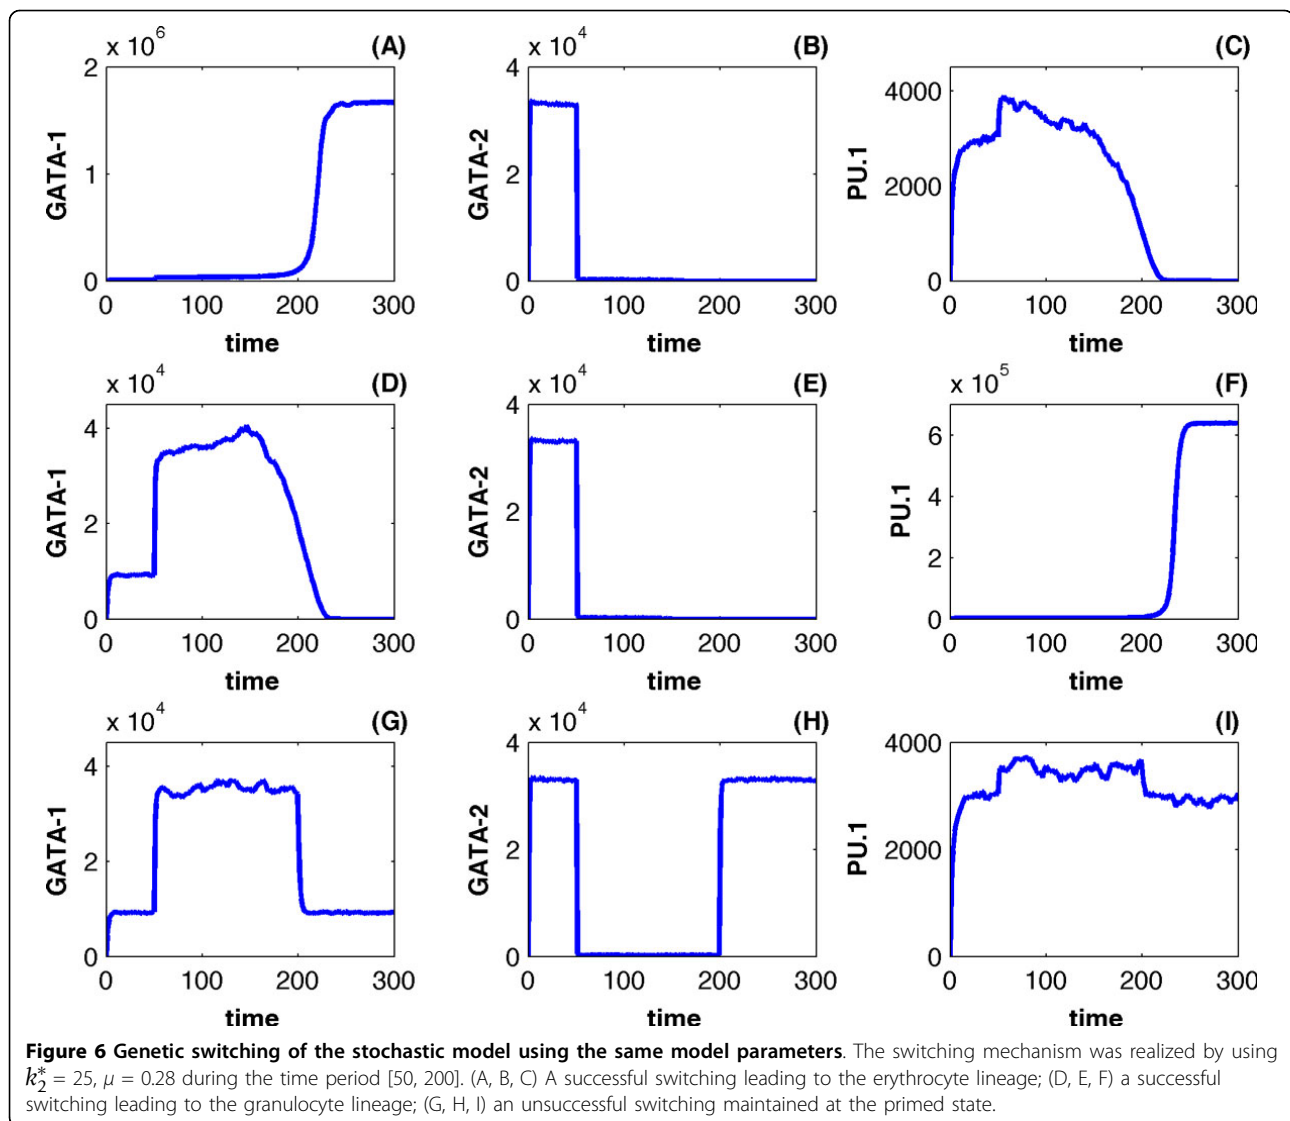 x 10^6
(A)
2
1
0
GATA-1
0 100 200 300
time
x 10^4
(B)
4
2
0
GATA-2
0 100 200 300
time
(C)
4000
2000
0
PU.1
0 100 200 300
time
x 10^4
(D)
4
2
0
GATA-1
0 100 200 300
time
x 10^4
(E)
4
2
0
GATA-2
0 100 200 300
time
x 10^5
(F)
6
4
2
0
PU.1
0 100 200 300
time
x 10^4
(G)
4
2
0
GATA-1
0 100 200 300
time
x 10^4
(H)
4
2
0
GATA-2
0 100 200 300
time
(I)
4000
2000
0
PU.1
0 100 200 300
time
Figure 6 Genetic switching of the stochastic model using the same model parameters. The switching mechanism was realized by using
k₂* = 25, μ = 0.28 during the time period [50, 200]. (A, B, C) A successful switching leading to the erythrocyte lineage; (D, E, F) a successful
switching leading to the granulocyte lineage; (G, H, I) an unsuccessful switching maintained at the primed state.